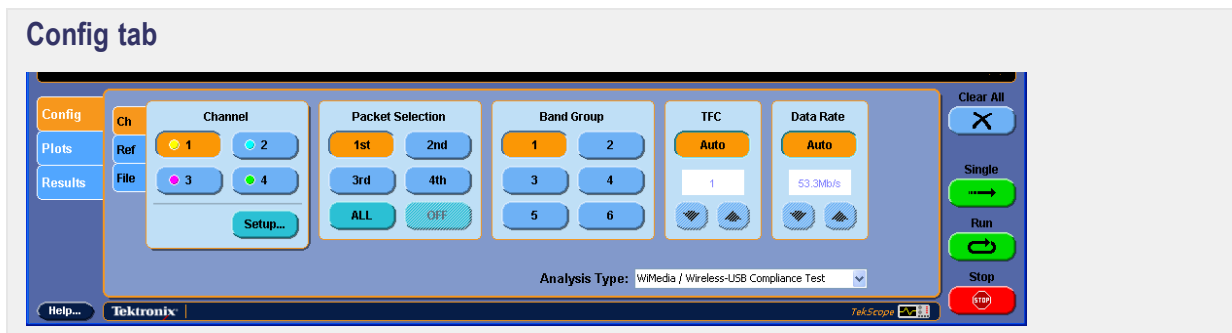 Config tab
Config
Plots
Results
Ch
Ref
File
Channel
1
2
3
4
Setup...
Packet Selection
1st
2nd
3rd
4th
ALL
OFF
Band Group
1
2
3
4
5
6
TFC
Auto
1
Data Rate
Auto
53.3Mb/s
Analysis Type: WiMedia / Wireless-USB Compliance Test
Clear All
Single
Run
Stop
STOP
Help...
Tektronix
TekScope